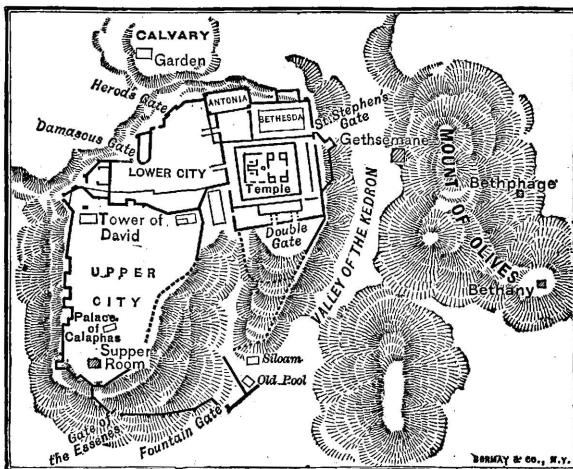 CALVARY
Garden
Herod's Gate
ANTONIA
BETHESDA
St. Stephen's
Gate
Damascus Gate
Gethsemane
LOWER CITY
MOUNT OF OLIVES
Temple
Bethphage
Tower of
David
Double
Gate
VALLEY OF THE KEDRON
UPPER
CITY
Bethany
Palace
of
Caiaphas
Supper
Room
Siloam
Old Pool
Gate of
the Essenes
Fountain Gate
BORMAY & CO., N.Y.